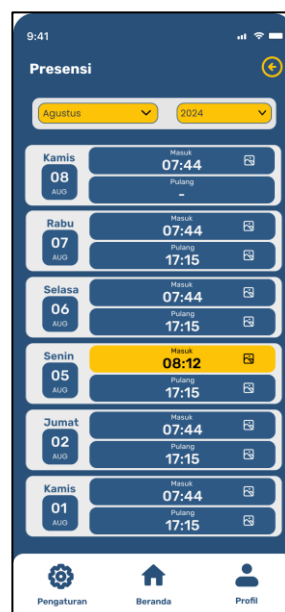 9:41
Presensi
Agustus
2024
Kamis
08
AUG
Masuk
07:44
Pulang
-
Rabu
07
AUG
Masuk
07:44
Pulang
17:15
Selasa
06
AUG
Masuk
07:44
Pulang
17:15
Senin
05
AUG
Masuk
08:12
Pulang
17:15
Jumat
02
AUG
Masuk
07:44
Pulang
17:15
Kamis
01
AUG
Masuk
07:44
Pulang
17:15
Pengaturan
Beranda
Profil